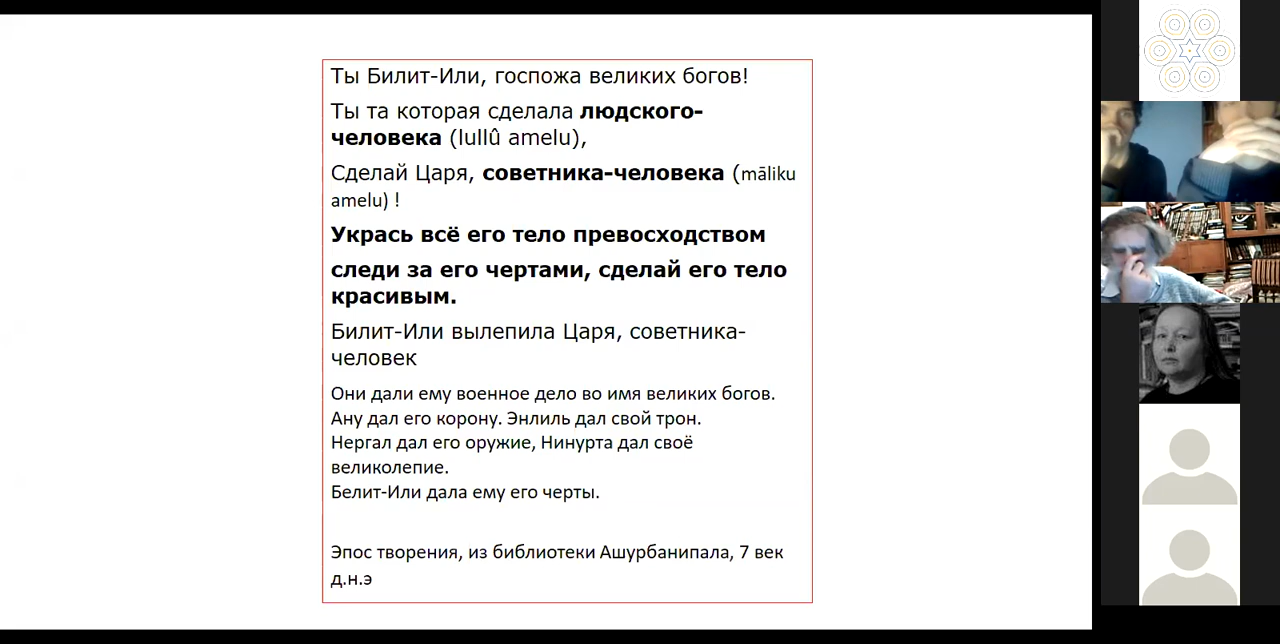 Ты Билит-Или, госпожа великих богов!
Ты та которая сделала людского-
человека (lullû amelu),
Сделай Царя, советника-человека (māliku
amelu) !
Укрась всё его тело превосходством
следи за его чертами, сделай его тело
красивым.
Билит-Или вылепила Царя, советника-
человек
Они дали ему военное дело во имя великих богов.
Ану дал его корону. Энлиль дал свой трон.
Нергал дал его оружие, Нинурта дал своё
великолепие.
Белит-Или дала ему его черты.
Эпос творения, из библиотеки Ашурбанипала, 7 век
д.н.э